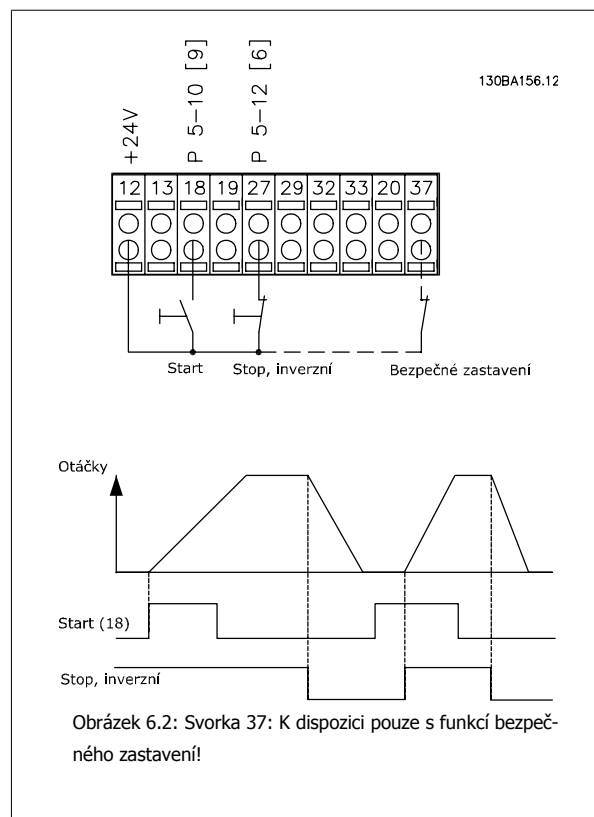 130BA156.12
+24V
P 5-10 [9]
P 5-12 [6]
12 13 18 19 27 29 32 33 20 37
Start
Stop, inverzní
Bezpečné zastavení
Otáčky
Start (18)
Stop, inverzní
Obrázek 6.2: Svorka 37: K dispozici pouze s funkcí bezpeč-
ného zastavení!